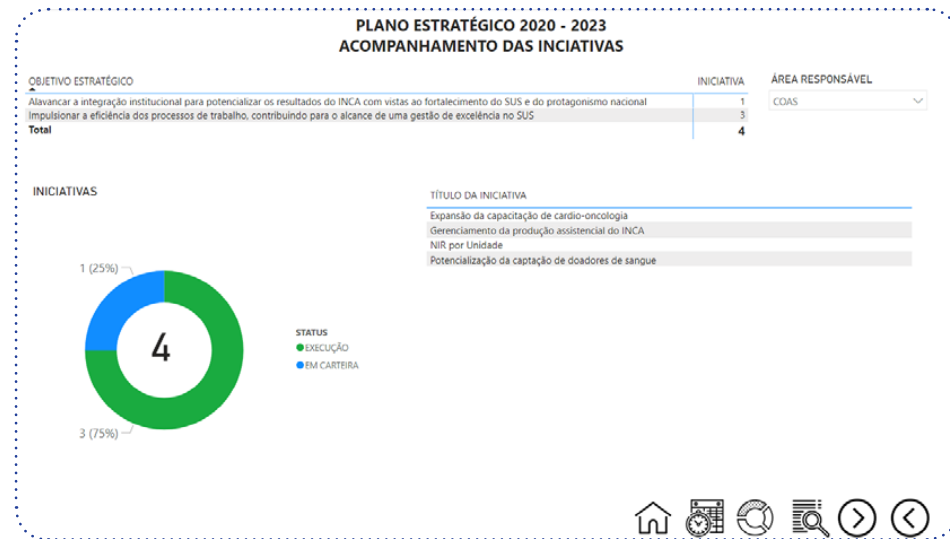 PLANO ESTRATÉGICO 2020 - 2023
ACOMPANHAMENTO DAS INCIATIVAS
OBJETIVO ESTRATÉGICO INICIATIVA
Alavancar a integração institucional para potencializar os resultados do INCA com vistas ao fortalecimento do SUS e do protagonismo nacional 1
Impulsionar a eficiência dos processos de trabalho, contribuindo para o alcance de uma gestão de excelência no SUS 3
Total 4
ÁREA RESPONSÁVEL
COAS
INICIATIVAS
1 (25%)
4
3 (75%)
STATUS
EXECUÇÃO
EM CARTEIRA
TÍTULO DA INICIATIVA
Expansão da capacitação de cardio-oncologia
Gerenciamento da produção assistencial do INCA
NIR por Unidade
Potencialização da captação de doadores de sangue